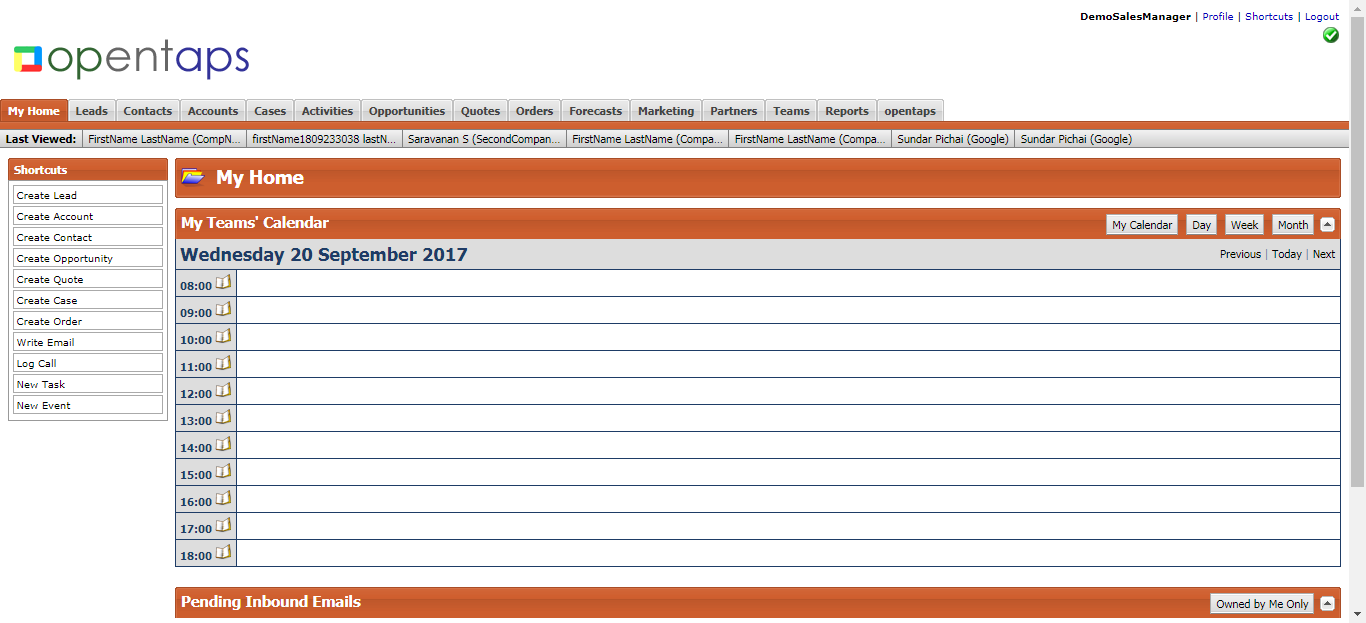 DemoSalesManager | Profile | Shortcuts | Logout
opentaps
My Home Leads Contacts Accounts Cases Activities Opportunities Quotes Orders Forecasts Marketing Partners Teams Reports opentaps
Last Viewed: FirstName LastName (CompN... firstName1809233038 lastN... Saravanan S (SecondCompan... FirstName LastName (Compa... FirstName LastName (Compa... Sundar Pichai (Google) Sundar Pichai (Google)
Shortcuts
Create Lead
Create Account
Create Contact
Create Opportunity
Create Quote
Create Case
Create Order
Write Email
Log Call
New Task
New Event
My Home
My Teams' Calendar My Calendar Day Week Month
Wednesday 20 September 2017 Previous | Today | Next
08:00
09:00
10:00
11:00
12:00
13:00
14:00
15:00
16:00
17:00
18:00
Pending Inbound Emails Owned by Me Only